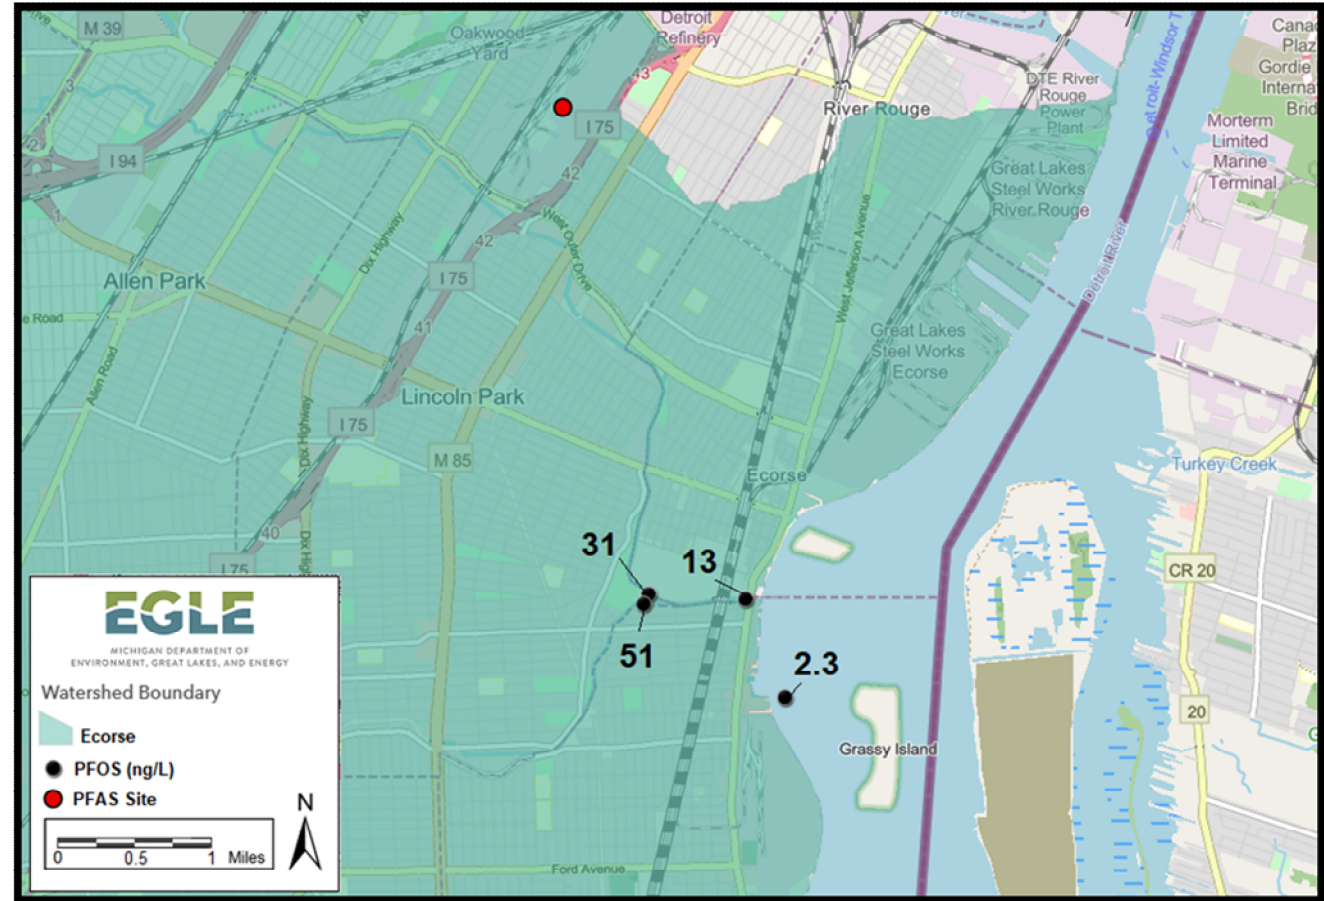 M 39
Oakwood
Yard
Detroit
Refinery
43
3
I 94
1
I 75
42
42
I 75
41
West Outer Drive
Dix Highway
Allen Park
e Road
Allen Road
Lincoln Park
I 75
Dix Highway
M 85
40
I 75
River Rouge
DTE River
Rouge
Power
Plant
Great Lakes
Steel Works
River Rouge
West Jefferson Avenue
Great Lakes
Steel Works
Ecorse
Detroit River
Morterm
Limited
Marine
Terminal
Turkey Creek
CR 20
20
Ecorse
31
13
51
2.3
Grassy Island
Ford Avenue
EGLE
MICHIGAN DEPARTMENT OF
ENVIRONMENT, GREAT LAKES, AND ENERGY
Watershed Boundary
Ecorse
PFOS (ng/L)
PFAS Site
N
0 0.5 1 Miles